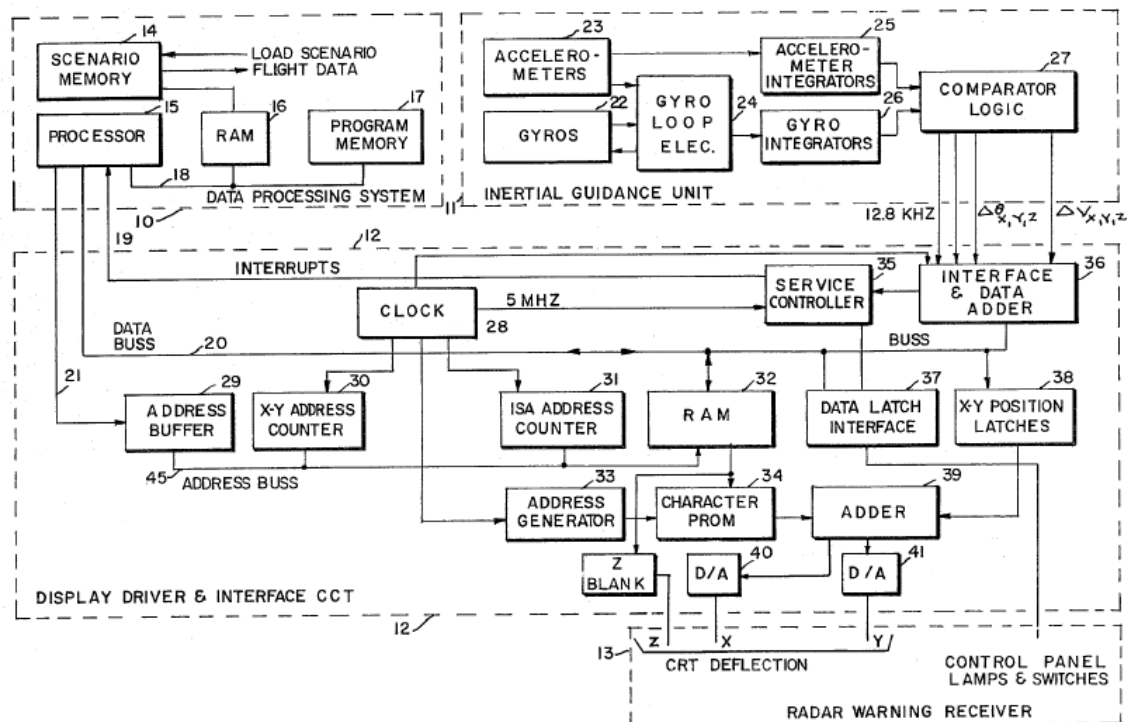 14
SCENARIO
MEMORY
LOAD SCENARIO
FLIGHT DATA
15
PROCESSOR
16
RAM
17
PROGRAM
MEMORY
18
DATA PROCESSING SYSTEM
10
19
23
ACCELERO-
METERS
22
GYROS
GYRO
LOOP
ELEC.
24
25
ACCELERO-
METER
INTEGRATORS
26
GYRO
INTEGRATORS
27
COMPARATOR
LOGIC
INERTIAL GUIDANCE UNIT
11
12.8 KHZ
Δθ X,Y,Z
ΔV X,Y,Z
12
INTERRUPTS
CLOCK
28
5 MHZ
35
SERVICE
CONTROLLER
36
INTERFACE
& DATA
ADDER
DATA
BUSS
20
BUSS
21
29
ADDRESS
BUFFER
30
X-Y ADDRESS
COUNTER
31
ISA ADDRESS
COUNTER
32
RAM
37
DATA LATCH
INTERFACE
38
X-Y POSITION
LATCHES
45
ADDRESS BUSS
33
ADDRESS
GENERATOR
34
CHARACTER
PROM
39
ADDER
Z
BLANK
40
D/A
41
D/A
DISPLAY DRIVER & INTERFACE CCT
12
13
Z
X
Y
CRT DEFLECTION
CONTROL PANEL
LAMPS & SWITCHES
RADAR WARNING RECEIVER